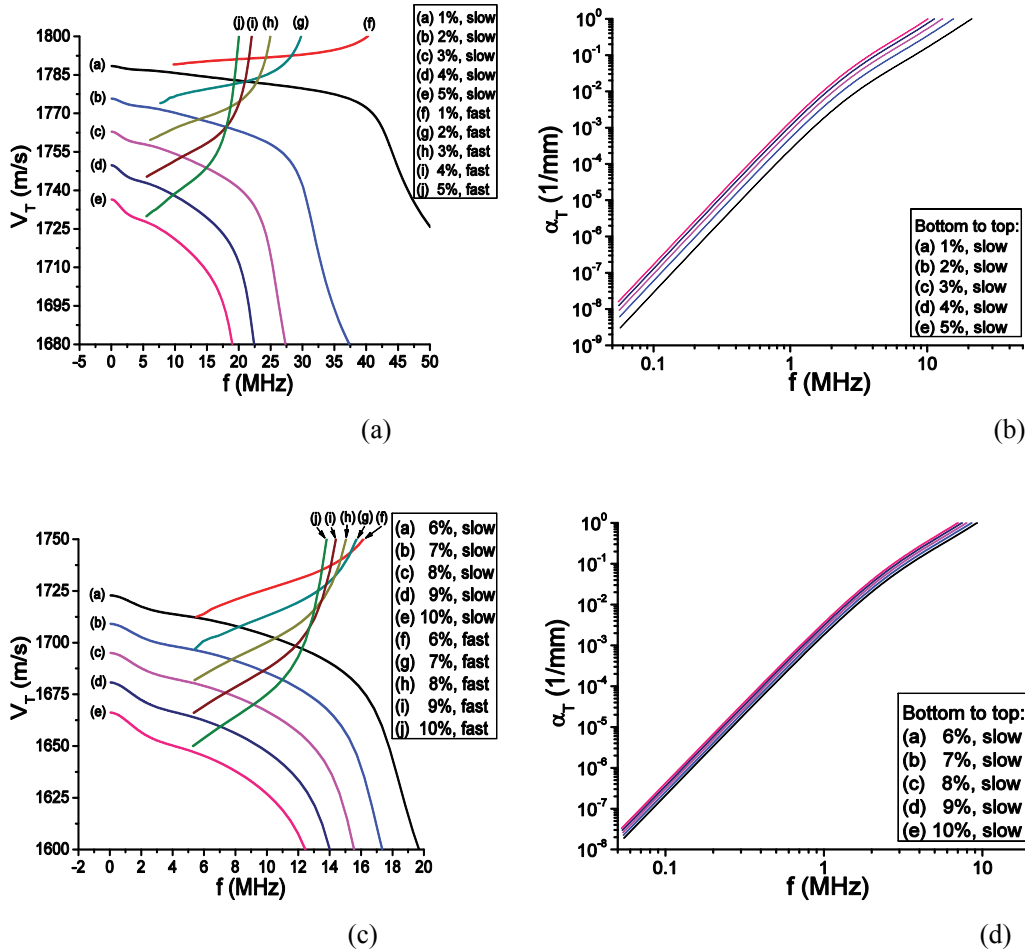 (j) (i) (h) (g) (f)
1800
1785
1770
1755
1740
1725
1710
1695
1680
V_T (m/s)
(a)
(b)
(c)
(d)
(e)
(a) 1%, slow
(b) 2%, slow
(c) 3%, slow
(d) 4%, slow
(e) 5%, slow
(f) 1%, fast
(g) 2%, fast
(h) 3%, fast
(i) 4%, fast
(j) 5%, fast
-5 0 5 10 15 20 25 30 35 40 45 50
f (MHz)
(a)
10^0
10^-1
10^-2
10^-3
10^-4
10^-5
10^-6
10^-7
10^-8
10^-9
α_T (1/mm)
Bottom to top:
(a) 1%, slow
(b) 2%, slow
(c) 3%, slow
(d) 4%, slow
(e) 5%, slow
0.1 1 10
f (MHz)
(b)
(j) (i) (h) (g) (f)
1750
1725
1700
1675
1650
1625
1600
V_T (m/s)
(a)
(b)
(c)
(d)
(e)
(a) 6%, slow
(b) 7%, slow
(c) 8%, slow
(d) 9%, slow
(e) 10%, slow
(f) 6%, fast
(g) 7%, fast
(h) 8%, fast
(i) 9%, fast
(j) 10%, fast
-2 0 2 4 6 8 10 12 14 16 18 20
f (MHz)
(c)
10^0
10^-1
10^-2
10^-3
10^-4
10^-5
10^-6
10^-7
10^-8
α_T (1/mm)
Bottom to top:
(a) 6%, slow
(b) 7%, slow
(c) 8%, slow
(d) 9%, slow
(e) 10%, slow
0.1 1 10
f (MHz)
(d)